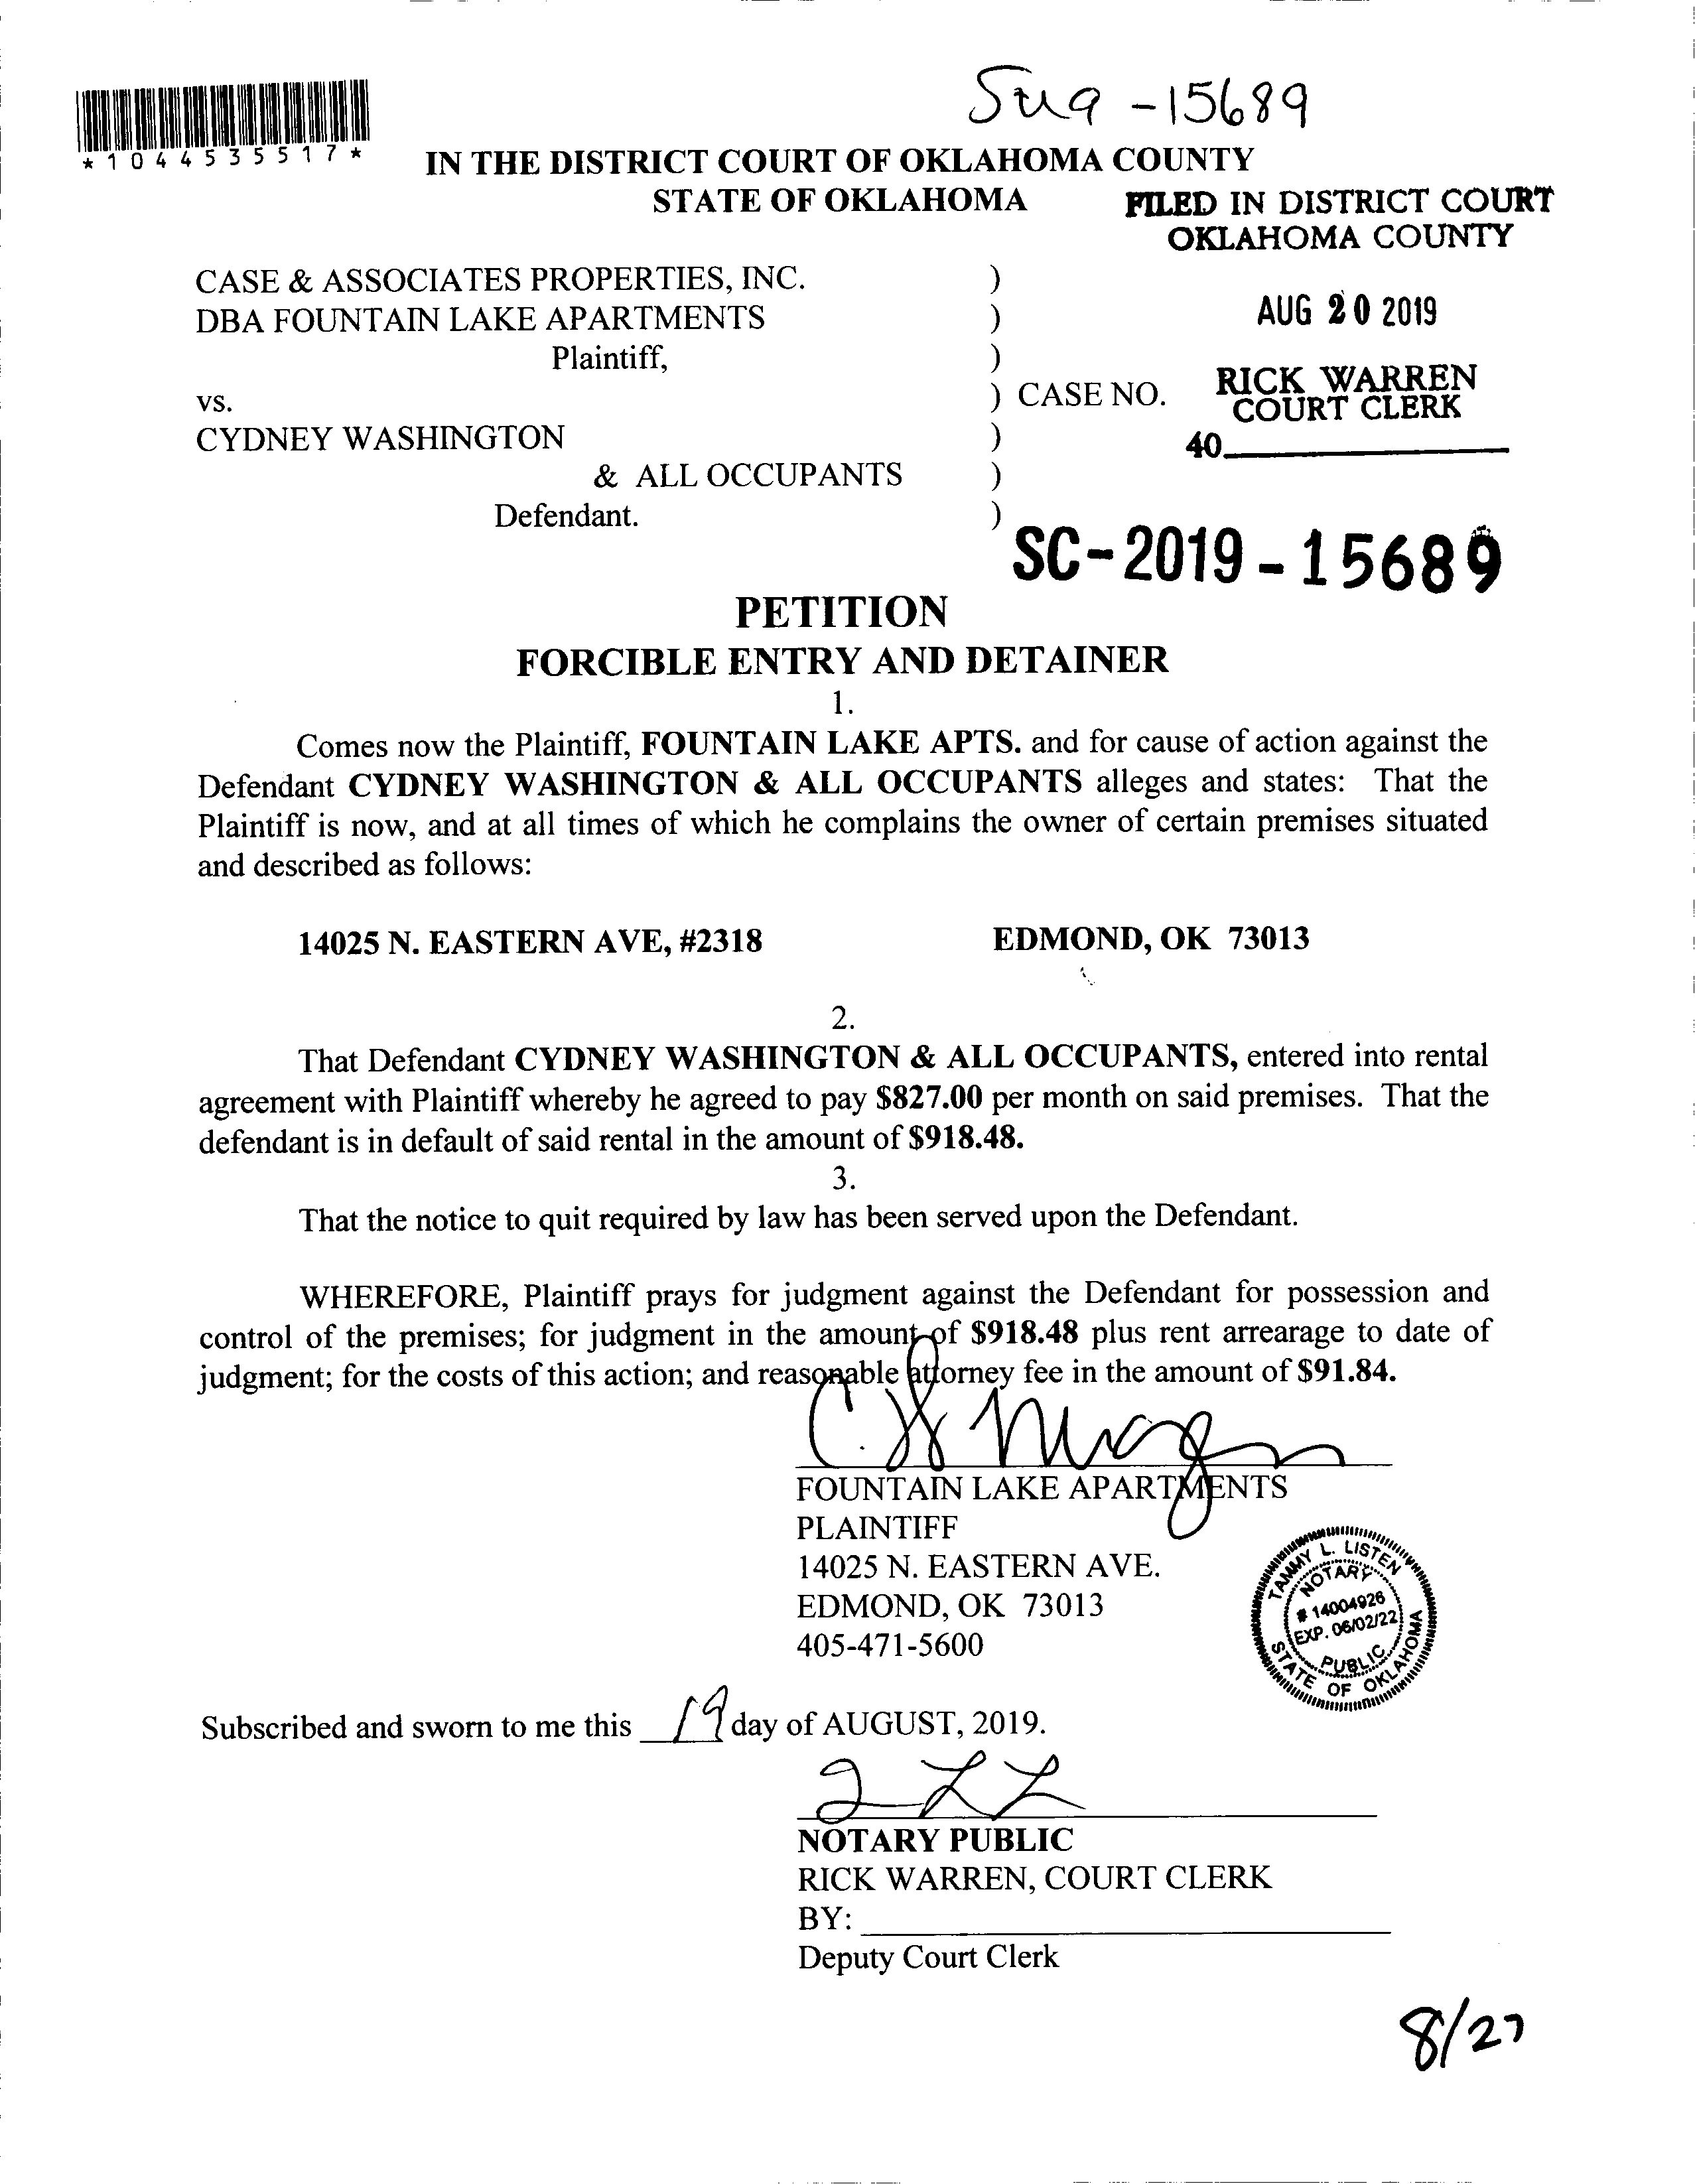 -15689
*1044535517*
IN THE DISTRICT COURT OF OKLAHOMA COUNTY
STATE OF OKLAHOMA
FILED IN DISTRICT COURT
OKLAHOMA COUNTY
CASE & ASSOCIATES PROPERTIES, INC. )
DBA FOUNTAIN LAKE APARTMENTS )
AUG 20 2019
Plaintiff, )
vs. ) CASE NO.
RICK WARREN
COURT CLERK
CYDNEY WASHINGTON )
40
& ALL OCCUPANTS )
Defendant. )
SC-2019-15689
PETITION
FORCIBLE ENTRY AND DETAINER
1.
Comes now the Plaintiff, FOUNTAIN LAKE APTS. and for cause of action against the
Defendant CYDNEY WASHINGTON & ALL OCCUPANTS alleges and states: That the
Plaintiff is now, and at all times of which he complains the owner of certain premises situated
and described as follows:
14025 N. EASTERN AVE, #2318 EDMOND, OK 73013
2.
That Defendant CYDNEY WASHINGTON & ALL OCCUPANTS, entered into rental
agreement with Plaintiff whereby he agreed to pay $827.00 per month on said premises. That the
defendant is in default of said rental in the amount of $918.48.
3.
That the notice to quit required by law has been served upon the Defendant.
WHEREFORE, Plaintiff prays for judgment against the Defendant for possession and
control of the premises; for judgment in the amount of $918.48 plus rent arrearage to date of
judgment; for the costs of this action; and reasonable attorney fee in the amount of $91.84.
FOUNTAIN LAKE APARTMENTS
PLAINTIFF
14025 N. EASTERN AVE.
EDMOND, OK 73013
405-471-5600
TAMMY L. LISTEN
NOTARY
# 14004926
EXP. 06/02/22
PUBLIC
STATE OF OKLAHOMA
Subscribed and sworn to me this 19 day of AUGUST, 2019.
NOTARY PUBLIC
RICK WARREN, COURT CLERK
BY:
Deputy Court Clerk
8/27